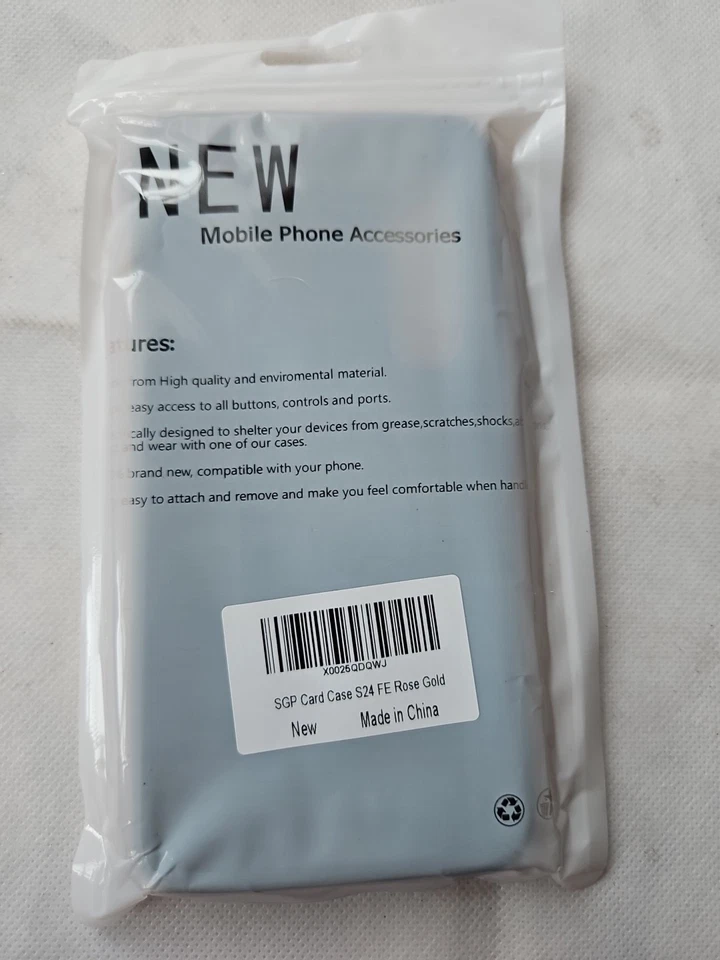 NEW
Mobile Phone Accessories
tures:
rom High quality and enviromental material.
easy access to all buttons, controls and ports.
cally designed to shelter your devices from grease,scratches,shocks,
nd wear with one of our cases.
brand new, compatible with your phone.
easy to attach and remove and make you feel comfortable when hand
X0025QDQWJ
SGP Card Case S24 FE Rose Gold
New Made in China